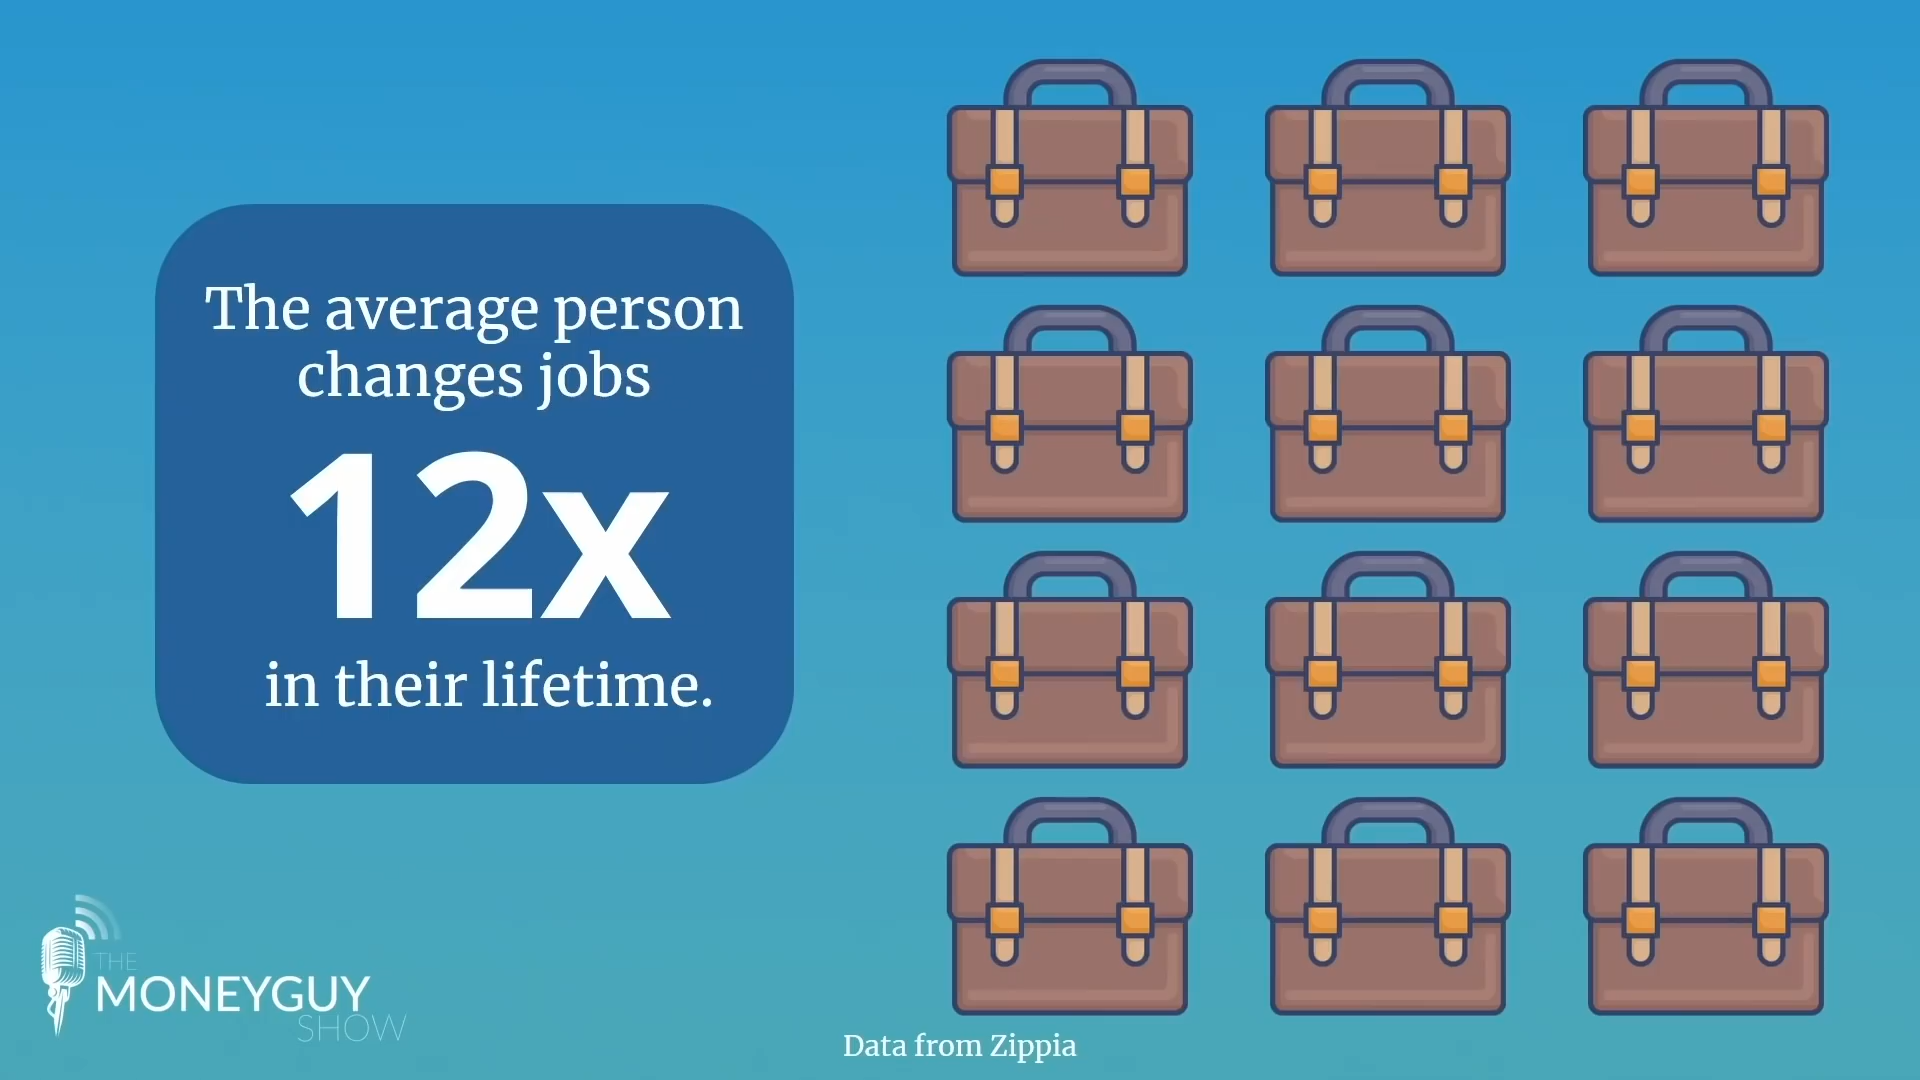 The average person
changes jobs
12x
in their lifetime.
THE
MONEYGUY
SHOW
Data from Zippia